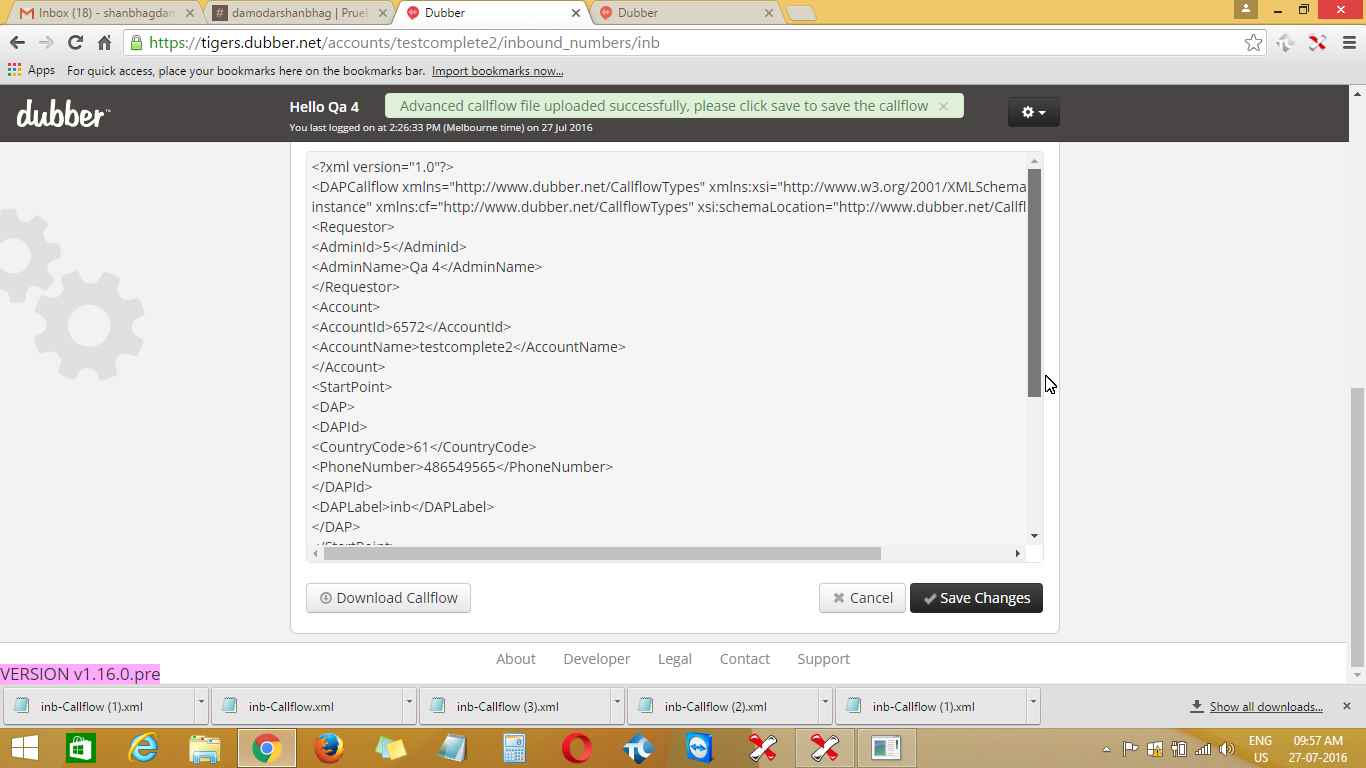 Inbox (18) - shanbhagdan
damodarshanbhag | Pruel
Dubber
Dubber
https://tigers.dubber.net/accounts/testcomplete2/inbound_numbers/inb
Apps For quick access, place your bookmarks here on the bookmarks bar. Import bookmarks now...
dubber™
Hello Qa 4
Advanced callflow file uploaded successfully, please click save to save the callflow
You last logged on at 2:26:33 PM (Melbourne time) on 27 Jul 2016
<?xml version="1.0"?>
<DAPCallflow xmlns="http://www.dubber.net/CallflowTypes" xmlns:xsi="http://www.w3.org/2001/XMLSchema
instance" xmlns:cf="http://www.dubber.net/CallflowTypes" xsi:schemaLocation="http://www.dubber.net/Callfl
<Requestor>
<AdminId>5</AdminId>
<AdminName>Qa 4</AdminName>
</Requestor>
<Account>
<AccountId>6572</AccountId>
<AccountName>testcomplete2</AccountName>
</Account>
<StartPoint>
<DAP>
<DAPId>
<CountryCode>61</CountryCode>
<PhoneNumber>486549565</PhoneNumber>
</DAPId>
<DAPLabel>inb</DAPLabel>
</DAP>
</StartPoint>
Download Callflow
Cancel
Save Changes
About Developer Legal Contact Support
VERSION v1.16.0.pre
inb-Callflow (1).xml
inb-Callflow.xml
inb-Callflow (3).xml
inb-Callflow (2).xml
inb-Callflow (1).xml
Show all downloads...
ENG
US
09:57 AM
27-07-2016